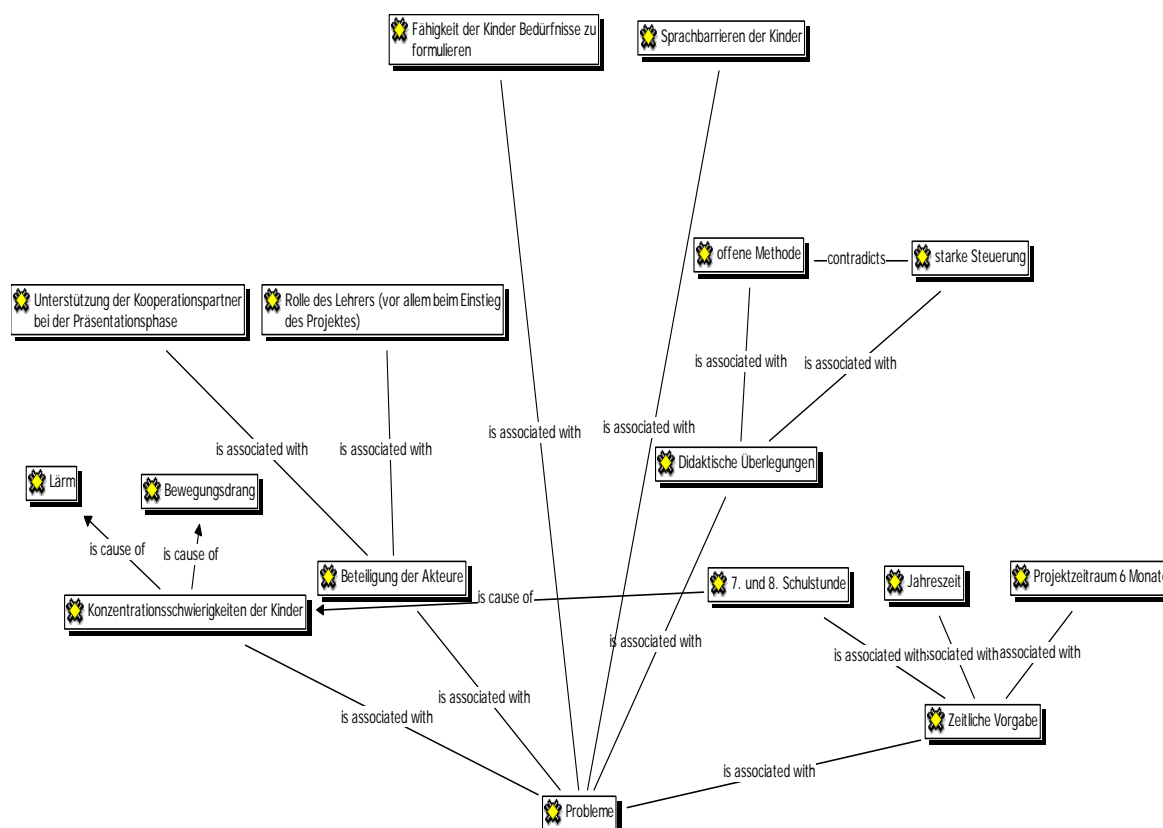 Fähigkeit der Kinder Bedürfnisse zu
formulieren
Sprachbarrieren der Kinder
offene Methode
contradicts
starke Steuerung
Unterstützung der Kooperationspartner
bei der Präsentationsphase
Rolle des Lehrers (vor allem beim Einstieg
des Projektes)
is associated with
is associated with
is associated with
is associated with
is associated with
is associated with
Didaktische Überlegungen
Lärm
Bewegungsdrang
is cause of
is cause of
Beteiligung der Akteure
7. und 8. Schulstunde
Jahreszeit
Projektzeitraum 6 Monate
Konzentrationsschwierigkeiten der Kinder
is cause of
is associated with
is associated with
associated with
associated with
is associated with
is associated with
Zeitliche Vorgabe
is associated with
Probleme